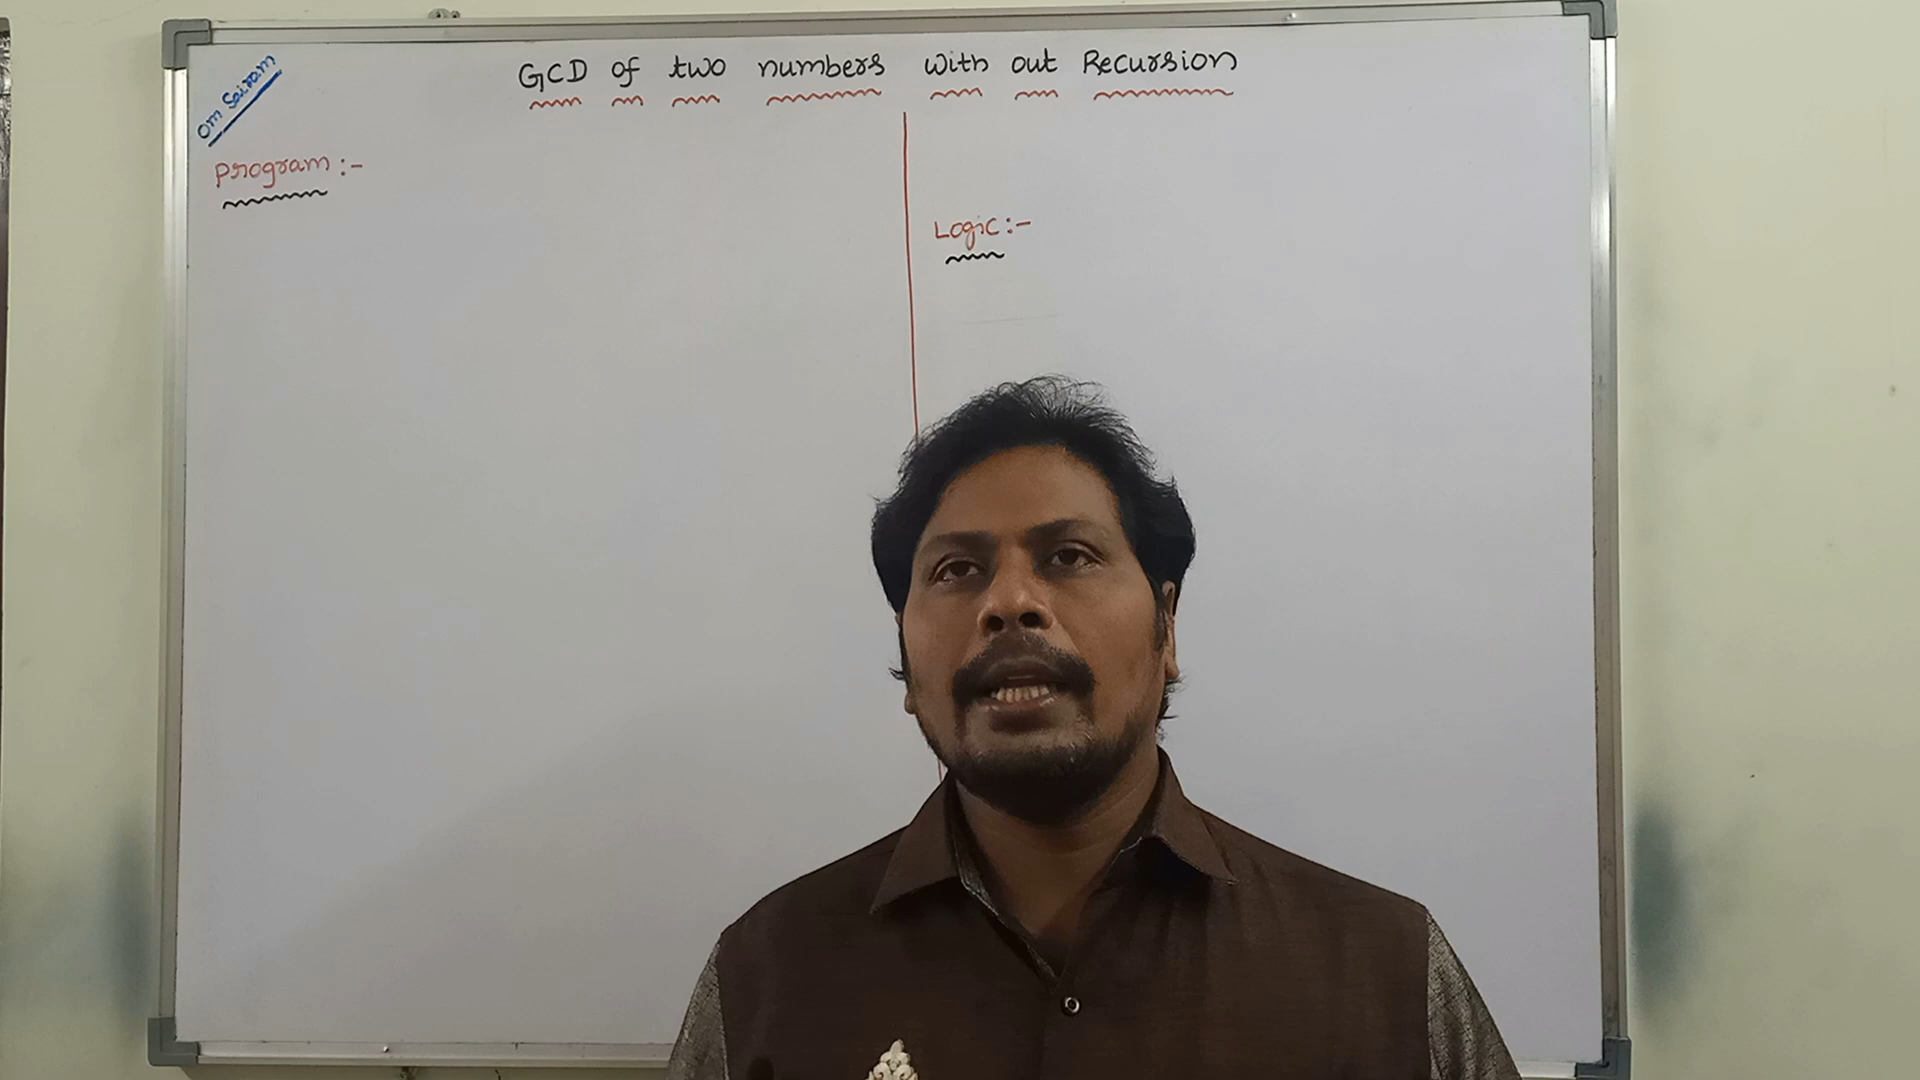 Om Sairam
GCD of two numbers with out Recursion
Program :-
Logic :-